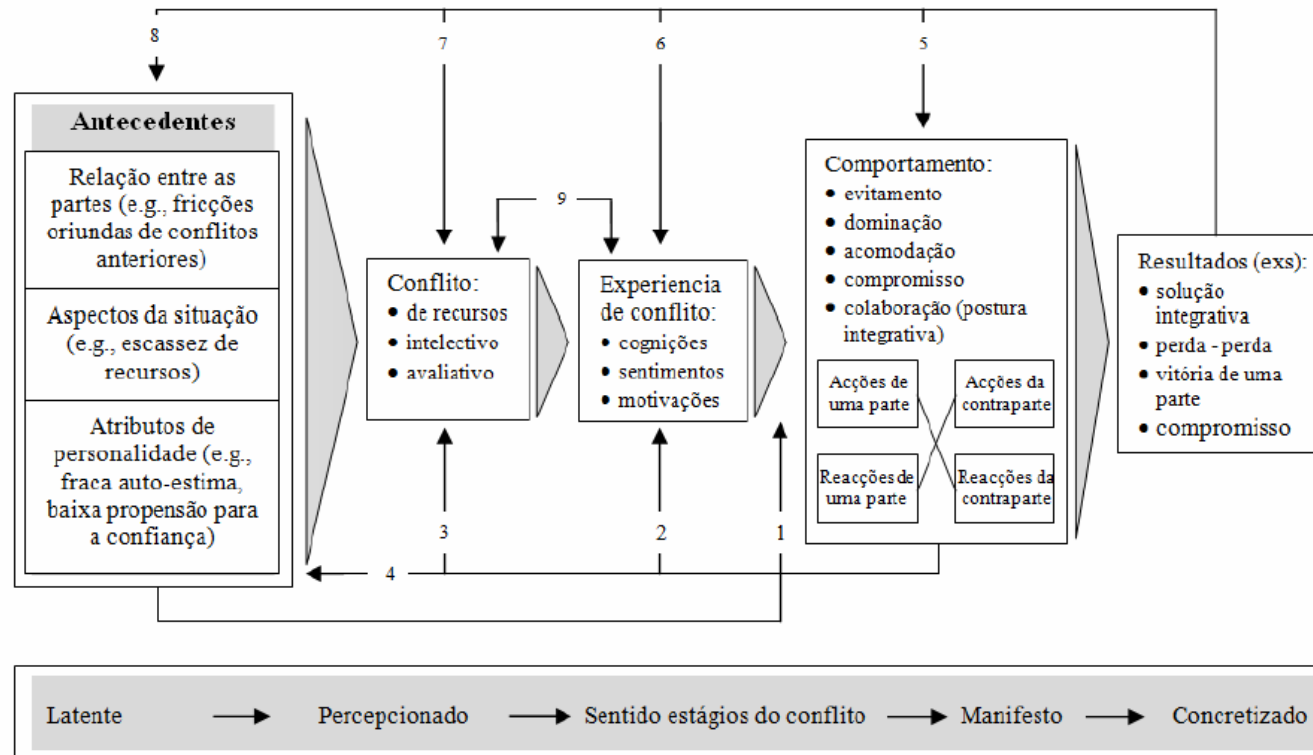 8
7
6
5
Antecedentes
Relação entre as
partes (e.g., fricções
oriundas de conflitos
anteriores)
Aspectos da situação
(e.g., escassez de
recursos)
Atributos de
personalidade (e.g.,
fraca auto-estima,
baixa propensão para
a confiança)
9
Conflito:
• de recursos
• intelectivo
• avaliativo
Experiencia
de conflito:
• cognições
• sentimentos
• motivações
Comportamento:
• evitamento
• dominação
• acomodação
• compromisso
• colaboração (postura
integrativa)
Acções de
uma parte
Acções da
contraparte
Reacções de
uma parte
Reacções da
contraparte
Resultados (exs):
• solução
integrativa
• perda - perda
• vitória de uma
parte
• compromisso
3
2
1
4
Latente Percepcionado Sentido estágios do conflito Manifesto Concretizado